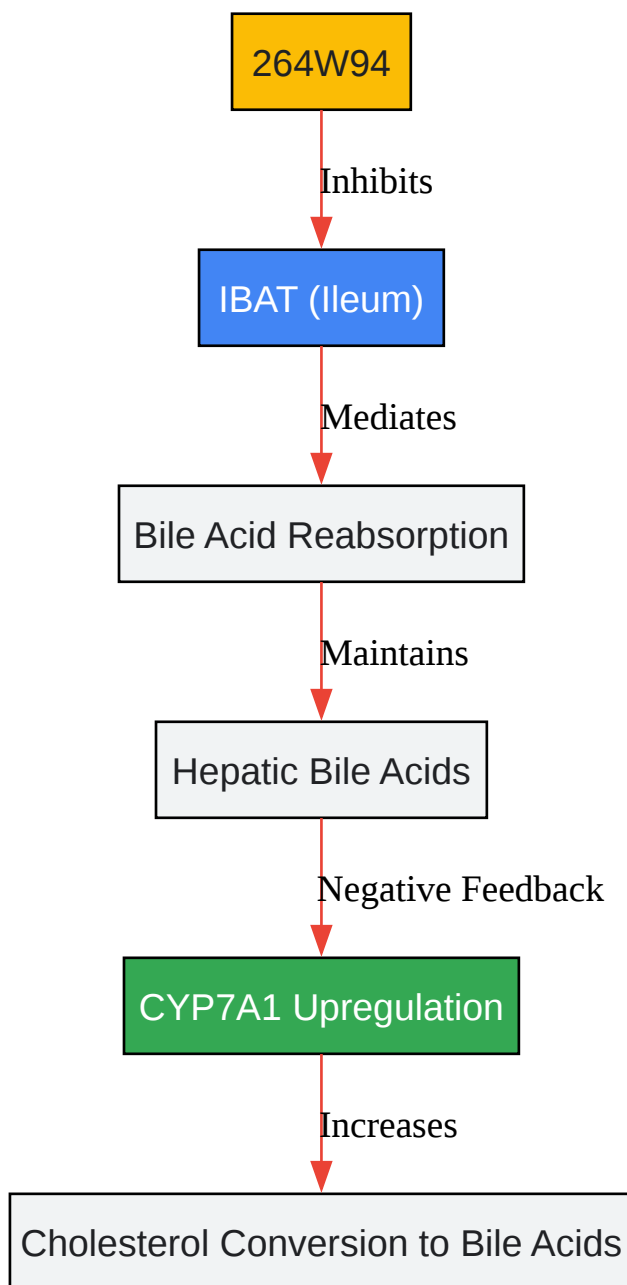 264W94
Inhibits
IBAT (Ileum)
Mediates
Bile Acid Reabsorption
Maintains
Hepatic Bile Acids
Negative Feedback
CYP7A1 Upregulation
Increases
Cholesterol Conversion to Bile Acids